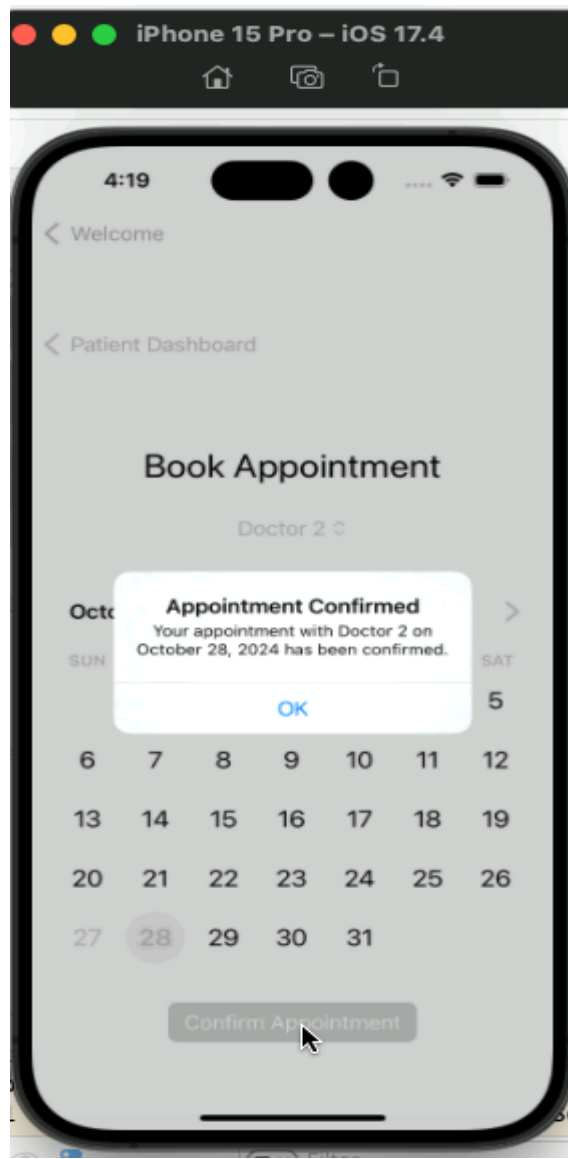 iPhone 15 Pro – iOS 17.4
4:19
Welcome
Patient Dashboard
Book Appointment
Doctor 2
Appointment Confirmed
Your appointment with Doctor 2 on
October 28, 2024 has been confirmed.
OK
Octo
SUN SAT
5
6 7 8 9 10 11 12
13 14 15 16 17 18 19
20 21 22 23 24 25 26
27 28 29 30 31
Confirm Appointment